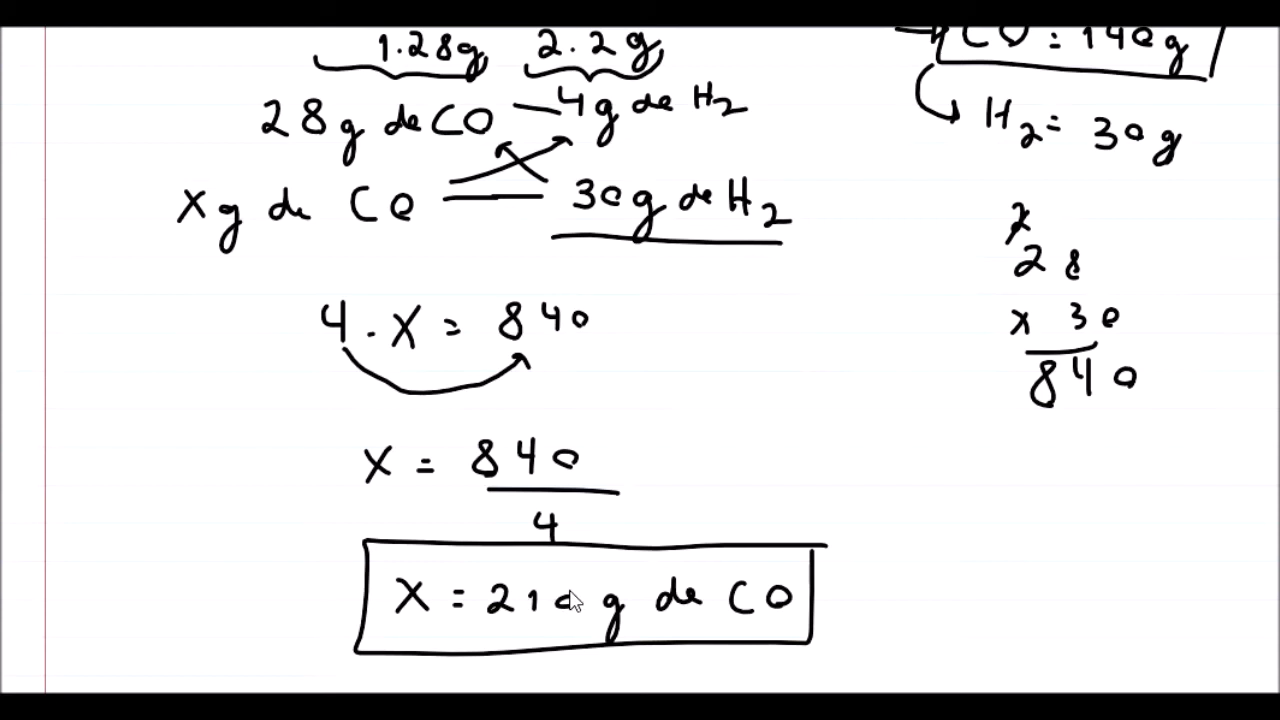 1.28g 2.2g
28g de CO — 4g de H2
xg de CO = 30g de H2
4 . X = 840
X = 840
4
X = 210 g de CO
CO = 140g
H2 = 30g
2
28
x 30
840